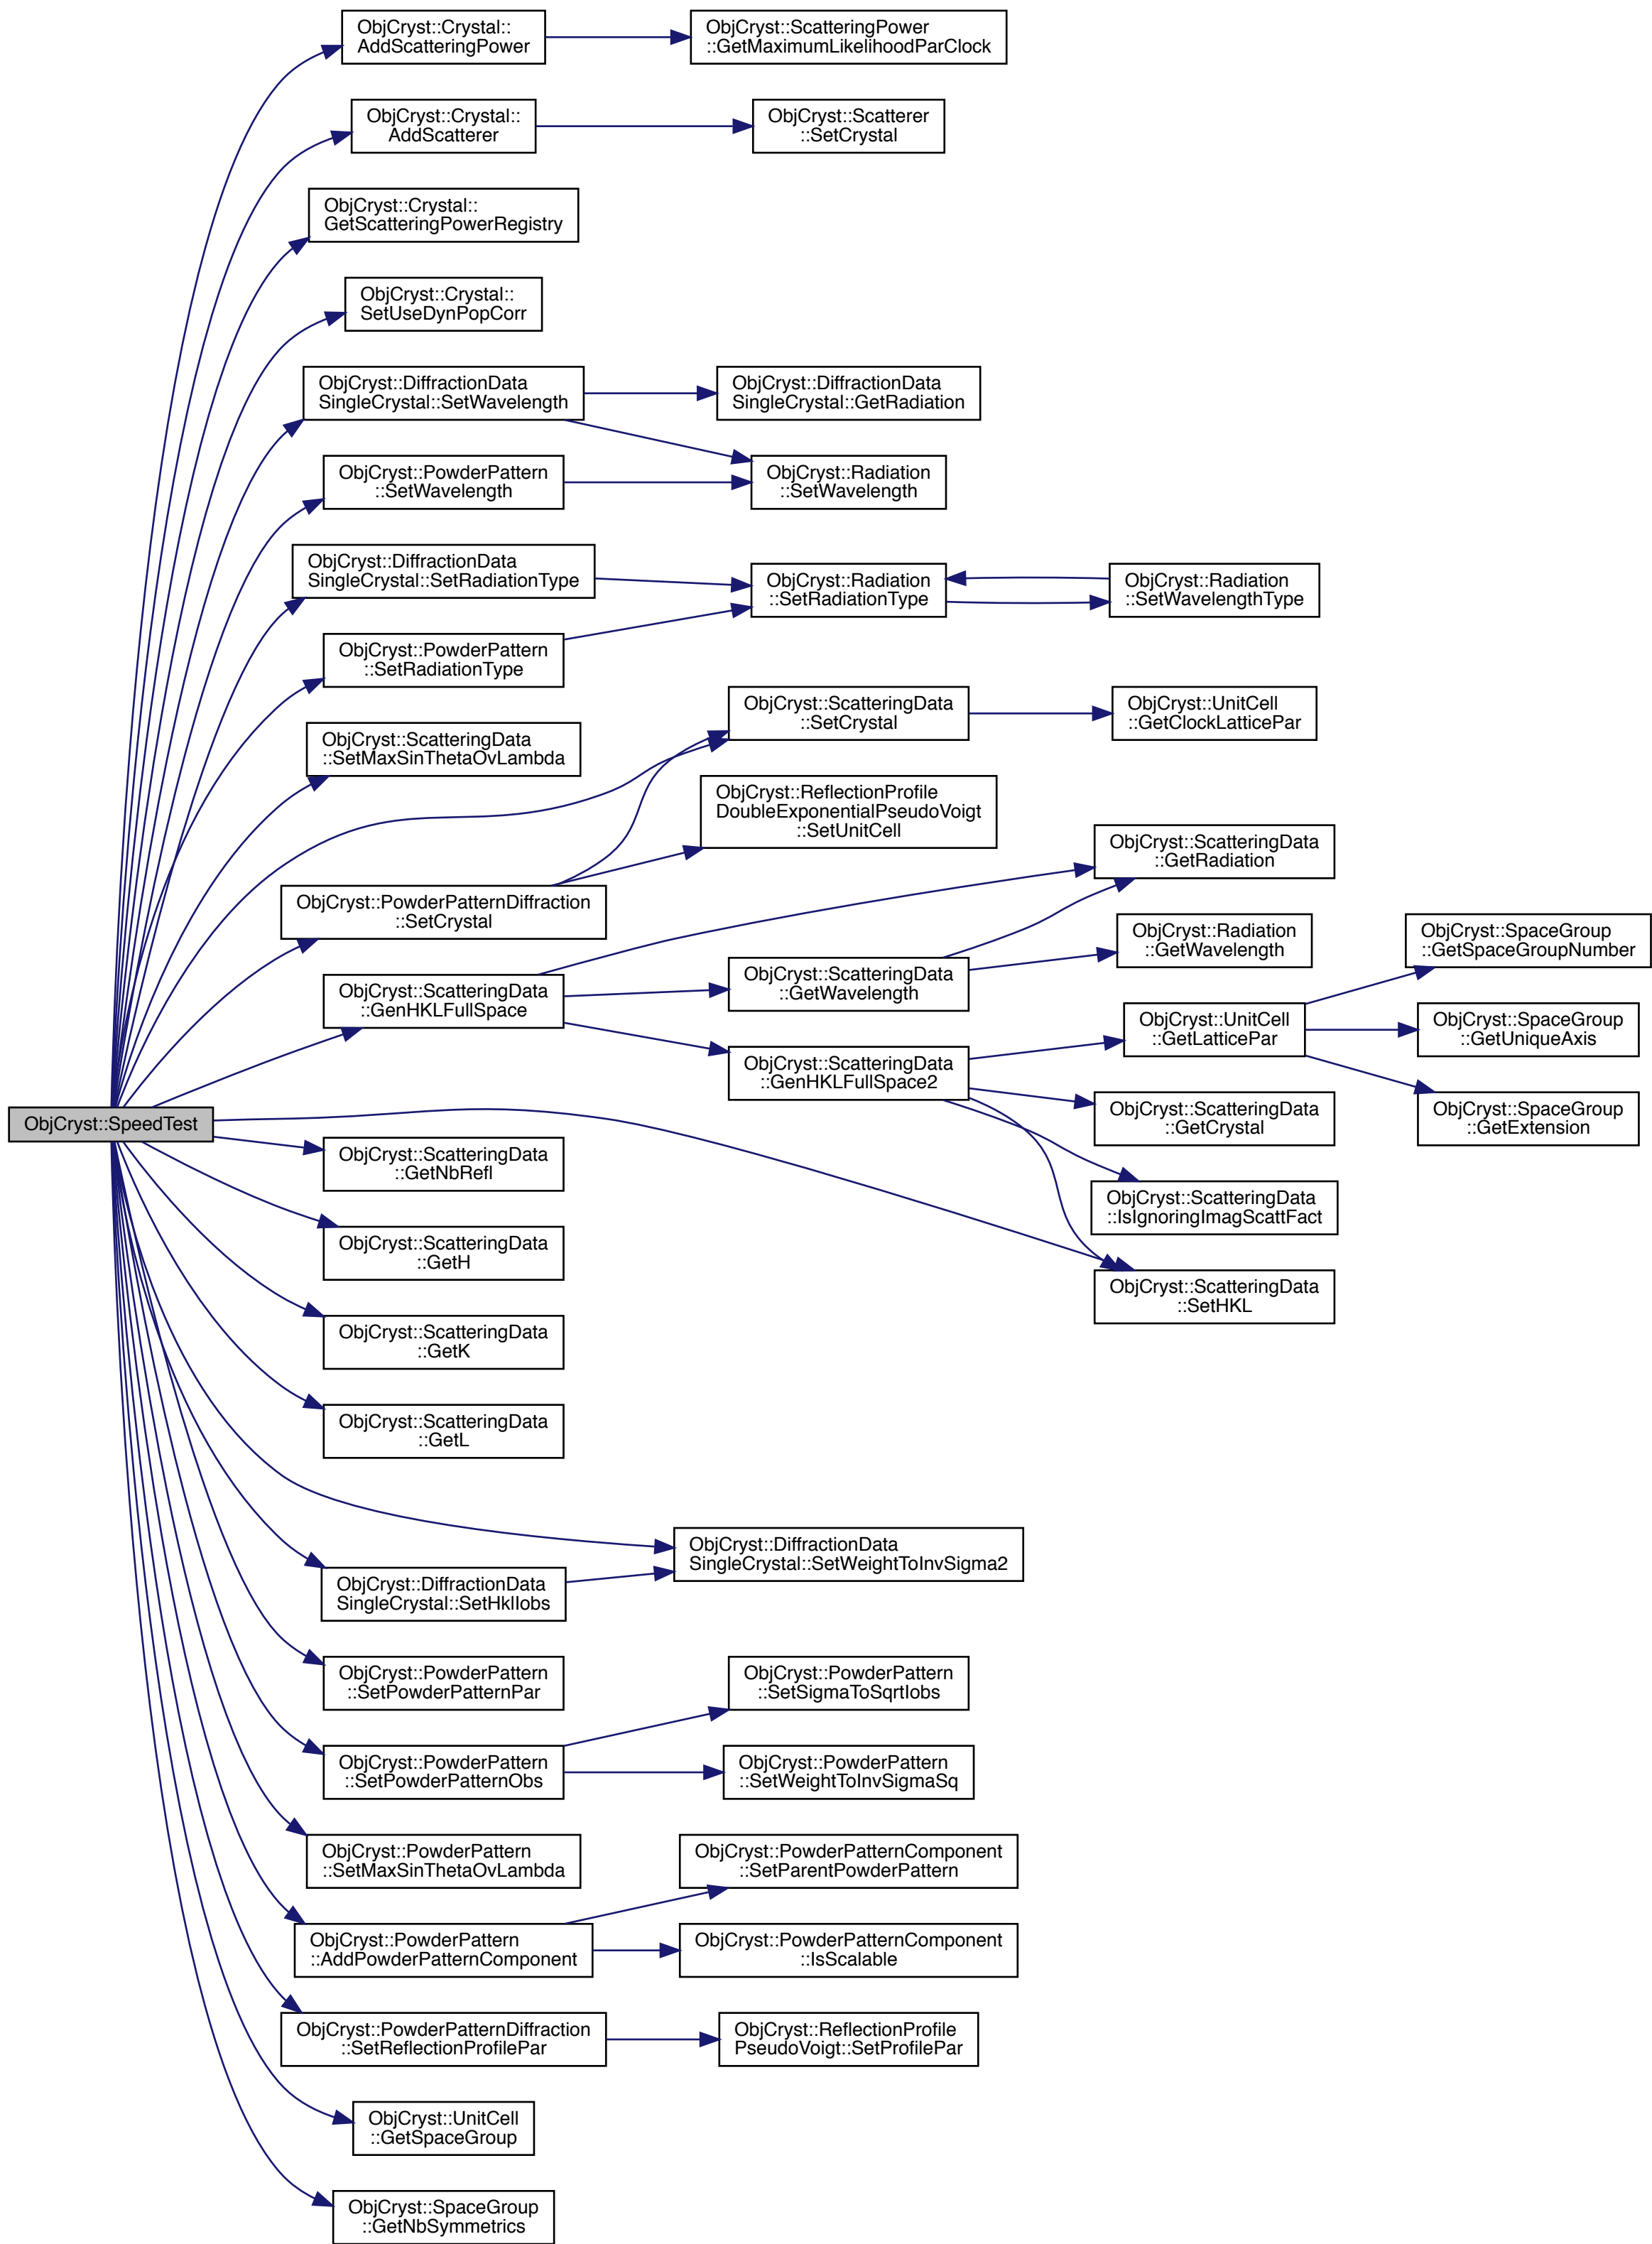 ObjCryst::SpeedTest
ObjCryst::Crystal::
AddScatteringPower
ObjCryst::ScatteringPower
::GetMaximumLikelihoodParClock
ObjCryst::Crystal::
AddScatterer
ObjCryst::Scatterer
::SetCrystal
ObjCryst::Crystal::
GetScatteringPowerRegistry
ObjCryst::Crystal::
SetUseDynPopCorr
ObjCryst::DiffractionData
SingleCrystal::SetWavelength
ObjCryst::DiffractionData
SingleCrystal::GetRadiation
ObjCryst::PowderPattern
::SetWavelength
ObjCryst::Radiation
::SetWavelength
ObjCryst::DiffractionData
SingleCrystal::SetRadiationType
ObjCryst::Radiation
::SetRadiationType
ObjCryst::Radiation
::SetWavelengthType
ObjCryst::PowderPattern
::SetRadiationType
ObjCryst::ScatteringData
::SetCrystal
ObjCryst::UnitCell
::GetClockLatticePar
ObjCryst::ScatteringData
::SetMaxSinThetaOvLambda
ObjCryst::ReflectionProfile
DoubleExponentialPseudoVoigt
::SetUnitCell
ObjCryst::ScatteringData
::GetRadiation
ObjCryst::PowderPatternDiffraction
::SetCrystal
ObjCryst::Radiation
::GetWavelength
ObjCryst::SpaceGroup
::GetSpaceGroupNumber
ObjCryst::ScatteringData
::GenHKLFullSpace
ObjCryst::ScatteringData
::GetWavelength
ObjCryst::UnitCell
::GetLatticePar
ObjCryst::SpaceGroup
::GetUniqueAxis
ObjCryst::ScatteringData
::GenHKLFullSpace2
ObjCryst::ScatteringData
::GetCrystal
ObjCryst::SpaceGroup
::GetExtension
ObjCryst::ScatteringData
::GetNbRefl
ObjCryst::ScatteringData
::IsIgnoringImagScattFact
ObjCryst::ScatteringData
::GetH
ObjCryst::ScatteringData
::SetHKL
ObjCryst::ScatteringData
::GetK
ObjCryst::ScatteringData
::GetL
ObjCryst::DiffractionData
SingleCrystal::SetWeightToInvSigma2
ObjCryst::DiffractionData
SingleCrystal::SetHklIobs
ObjCryst::PowderPattern
::SetPowderPatternPar
ObjCryst::PowderPattern
::SetSigmaToSqrtIobs
ObjCryst::PowderPattern
::SetPowderPatternObs
ObjCryst::PowderPattern
::SetWeightToInvSigmaSq
ObjCryst::PowderPattern
::SetMaxSinThetaOvLambda
ObjCryst::PowderPatternComponent
::SetParentPowderPattern
ObjCryst::PowderPattern
::AddPowderPatternComponent
ObjCryst::PowderPatternComponent
::IsScalable
ObjCryst::PowderPatternDiffraction
::SetReflectionProfilePar
ObjCryst::ReflectionProfile
PseudoVoigt::SetProfilePar
ObjCryst::UnitCell
::GetSpaceGroup
ObjCryst::SpaceGroup
::GetNbSymmetrics